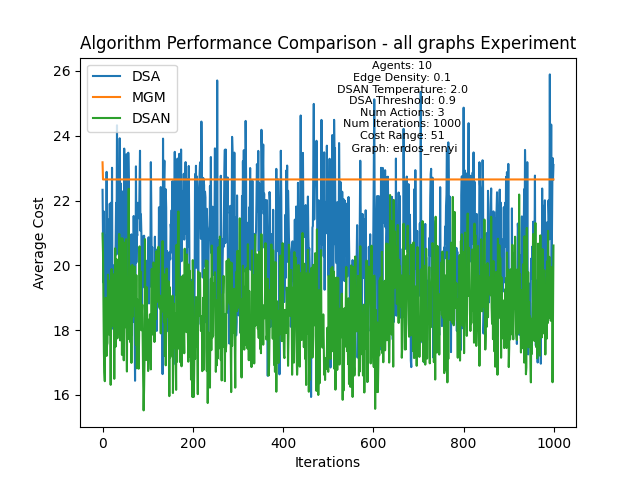 Algorithm Performance Comparison - all graphs Experiment
DSA
MGM
DSAN
Agents: 10
Edge Density: 0.1
DSAN Temperature: 2.0
DSA Threshold: 0.9
Num Actions: 3
Num Iterations: 1000
Cost Range: 51
Graph: erdos_renyi
26
24
22
20
18
16
Average Cost
0
200
400
600
800
1000
Iterations